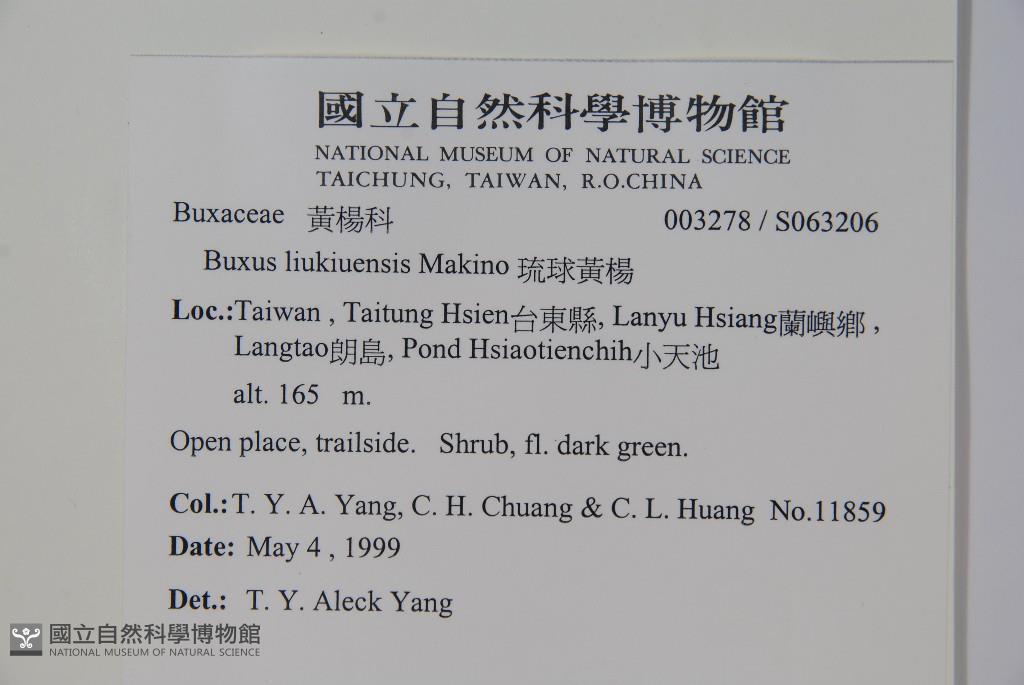 國立自然科學博物館
NATIONAL MUSEUM OF NATURAL SCIENCE
TAICHUNG, TAIWAN, R.O.CHINA
Buxaceae 黃楊科 003278 / S063206
Buxus liukiuensis Makino 琉球黃楊
Loc.:Taiwan , Taitung Hsien台東縣, Lanyu Hsiang蘭嶼鄉 ,
Langtao朗島, Pond Hsiaotienchih小天池
alt. 165 m.
Open place, trailside. Shrub, fl. dark green.
Col.: T. Y. A. Yang, C. H. Chuang & C. L. Huang No.11859
Date: May 4 , 1999
Det.: T. Y. Aleck Yang
國立自然科學博物館
NATIONAL MUSEUM OF NATURAL SCIENCE